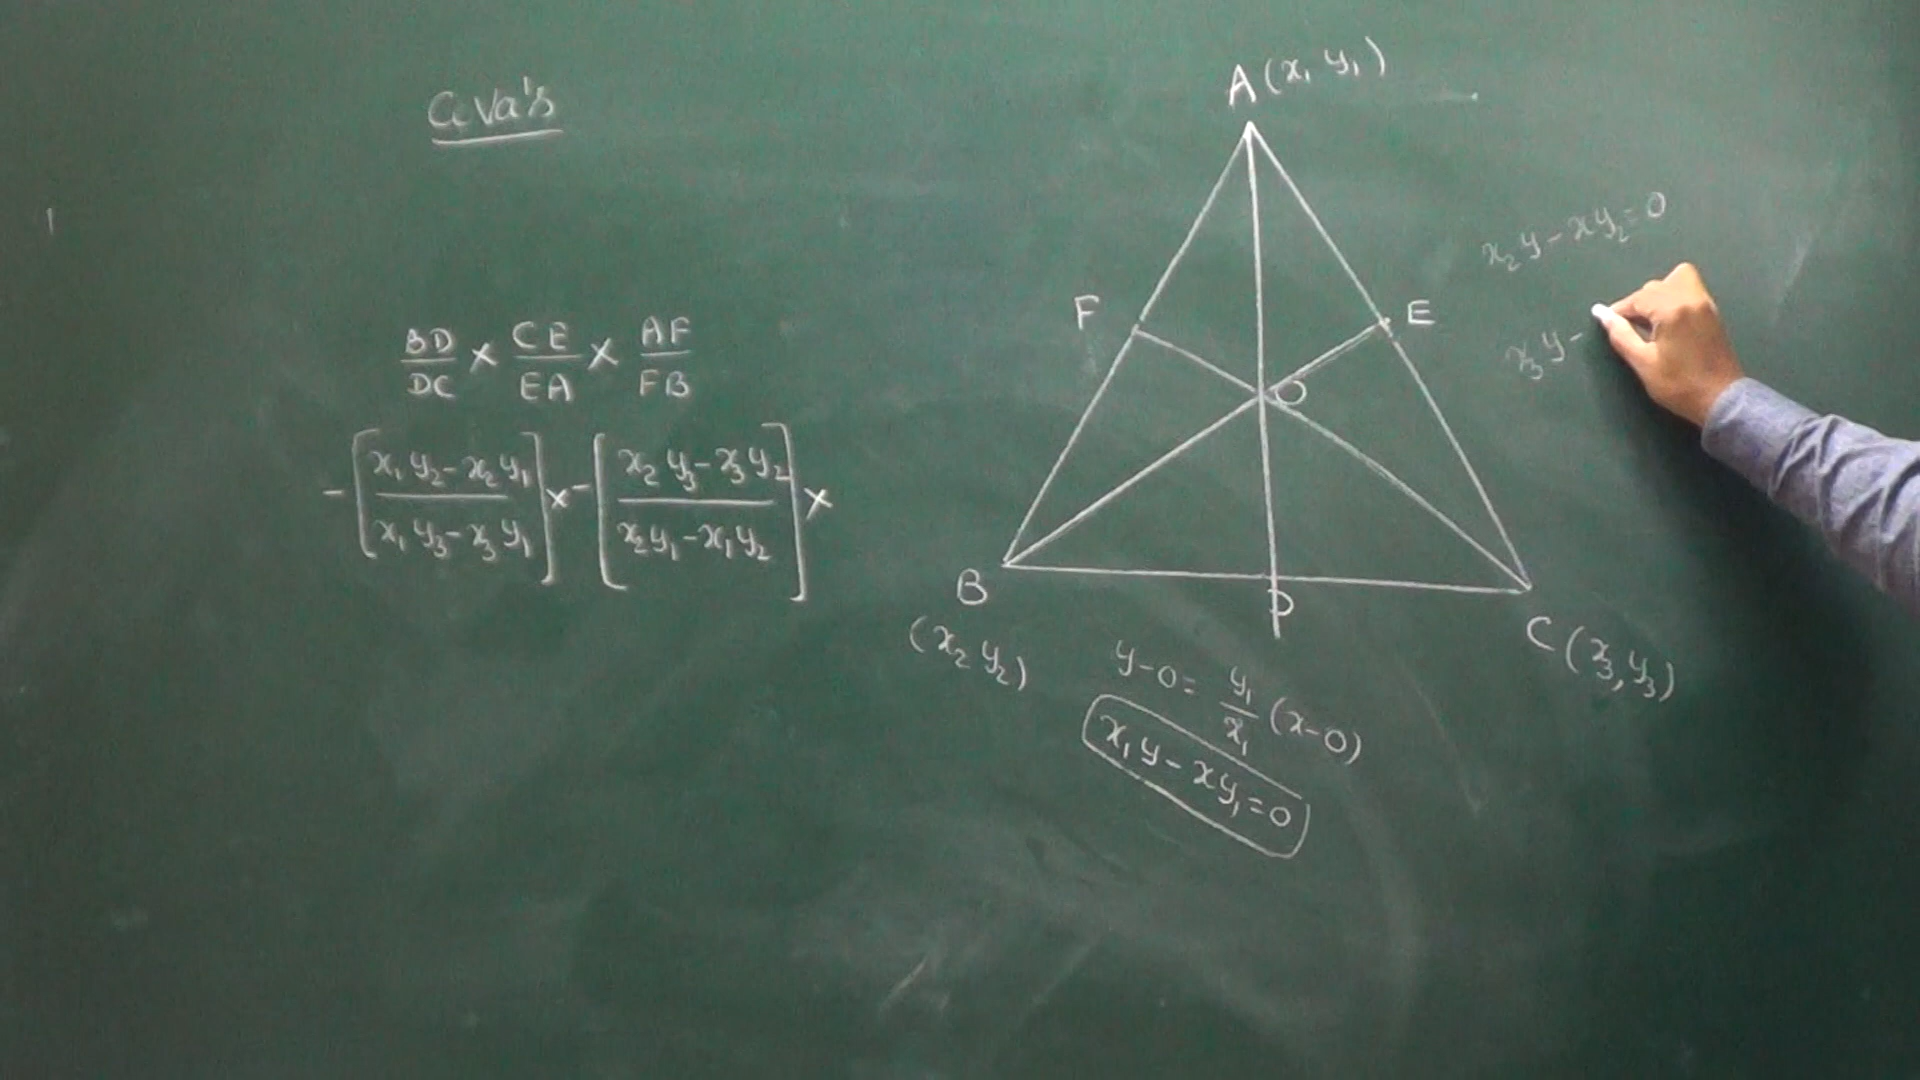 Ceva's
BD/DC × CE/EA × AF/FB
-[(x₁y₂-x₂y₁)/(x₁y₃-x₃y₁)] × -[(x₂y₃-x₃y₂)/(x₂y₁-x₁y₂)] ×
A (x₁ y₁)
F
E
O
B
(x₂ y₂)
D
C (x₃, y₃)
y-0 = y₁/x₁ (x-0)
x₁y - xy₁ = 0
x₂y - xy₂ = 0
x₃y -